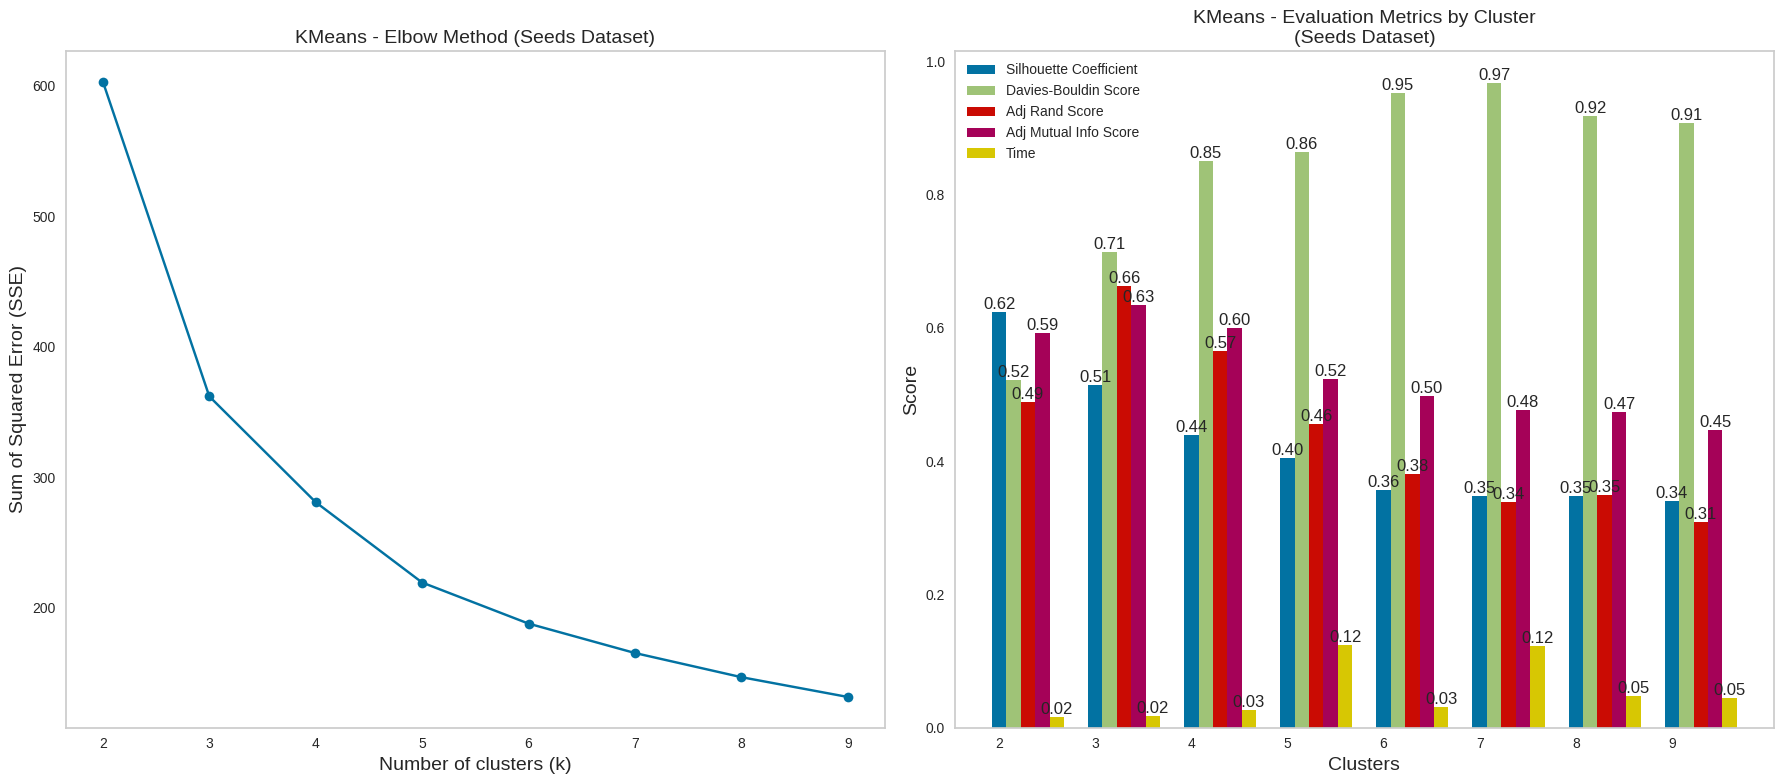 KMeans - Elbow Method (Seeds Dataset)
Sum of Squared Error (SSE)
600
500
400
300
200
2 3 4 5 6 7 8 9
Number of clusters (k)
KMeans - Evaluation Metrics by Cluster
(Seeds Dataset)
Silhouette Coefficient
Davies-Bouldin Score
Adj Rand Score
Adj Mutual Info Score
Time
Score
1.0
0.8
0.6
0.4
0.2
0.0
0.62 0.52 0.49 0.59 0.02
0.51 0.71 0.66 0.63 0.02
0.44 0.85 0.57 0.60 0.03
0.40 0.86 0.46 0.52 0.12
0.36 0.95 0.38 0.50 0.03
0.35 0.97 0.34 0.48 0.12
0.35 0.92 0.35 0.47 0.05
0.34 0.91 0.31 0.45 0.05
2 3 4 5 6 7 8 9
Clusters